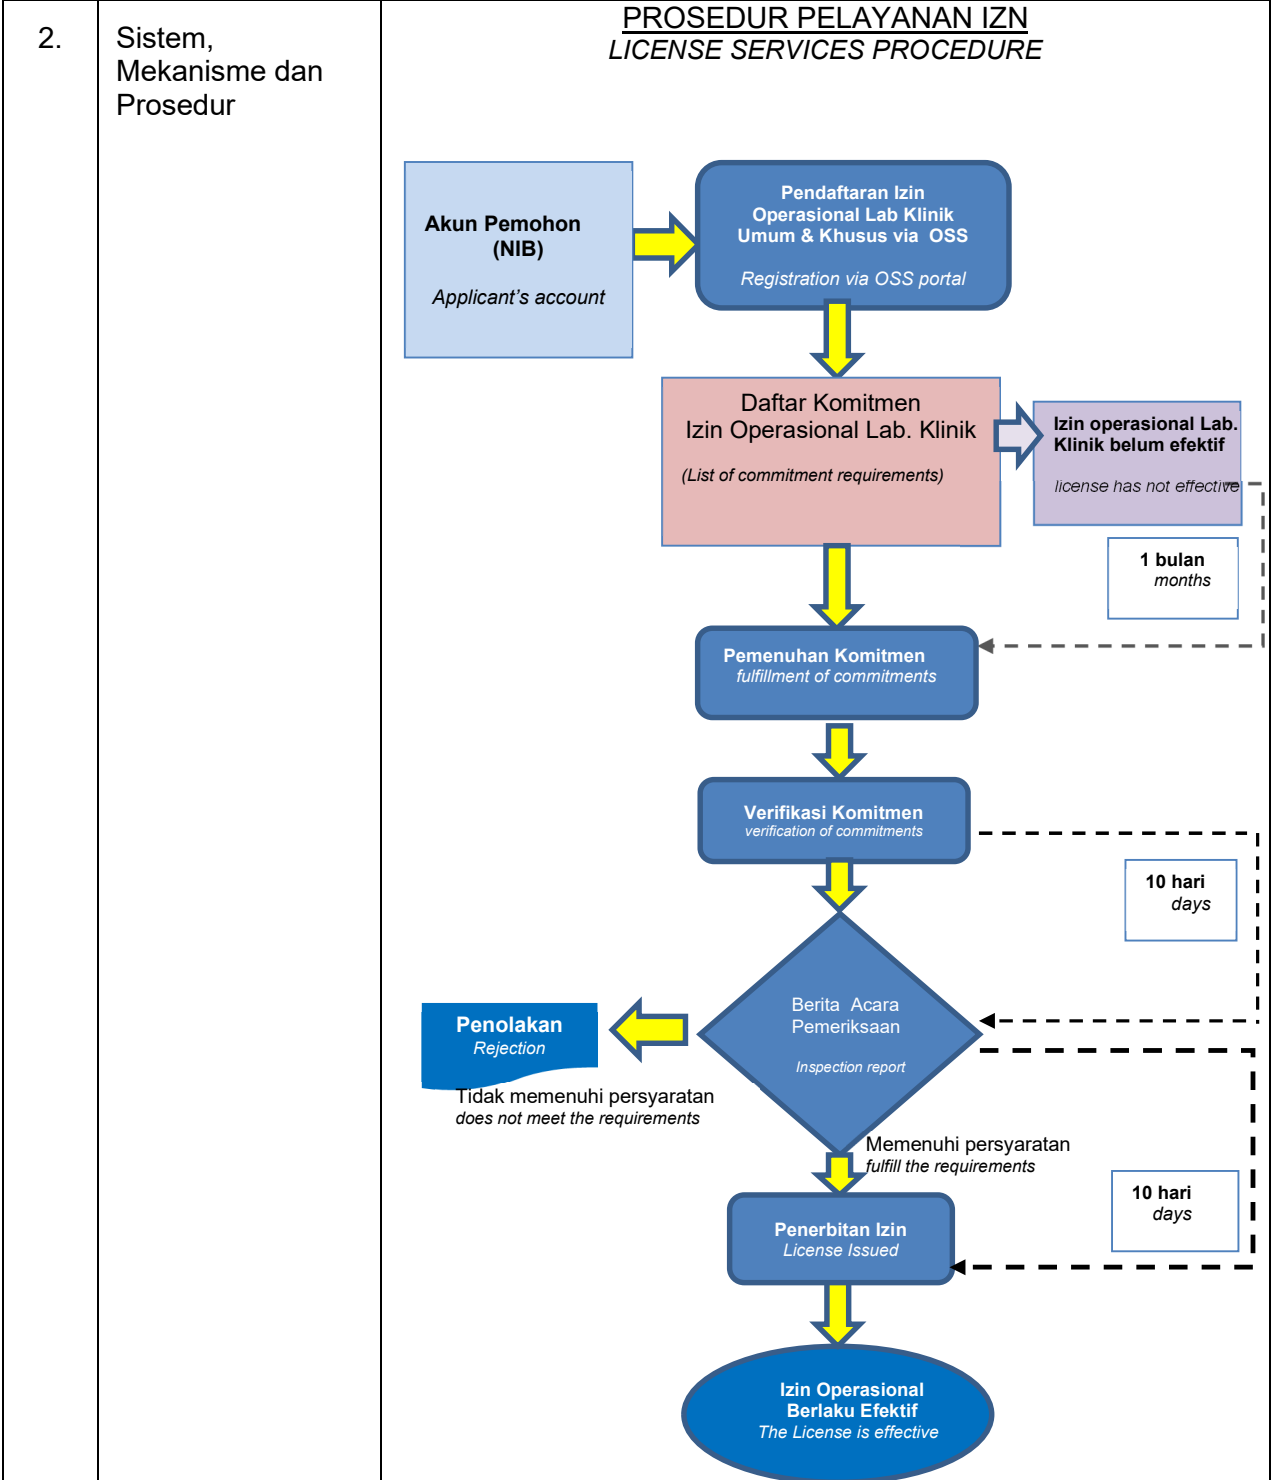 2.
Sistem,
Mekanisme dan
Prosedur
PROSEDUR PELAYANAN IZN
LICENSE SERVICES PROCEDURE
Akun Pemohon
(NIB)
Applicant's account
Pendaftaran Izin
Operasional Lab Klinik
Umum & Khusus via OSS
Registration via OSS portal
Daftar Komitmen
Izin Operasional Lab. Klinik
(List of commitment requirements)
Izin operasional Lab.
Klinik belum efektif
license has not effective
1 bulan
months
Pemenuhan Komitmen
fulfillment of commitments
Verifikasi Komitmen
verification of commitments
10 hari
days
Berita Acara
Pemeriksaan
Inspection report
Penolakan
Rejection
Tidak memenuhi persyaratan
does not meet the requirements
Memenuhi persyaratan
fulfill the requirements
10 hari
days
Penerbitan Izin
License Issued
Izin Operasional
Berlaku Efektif
The License is effective